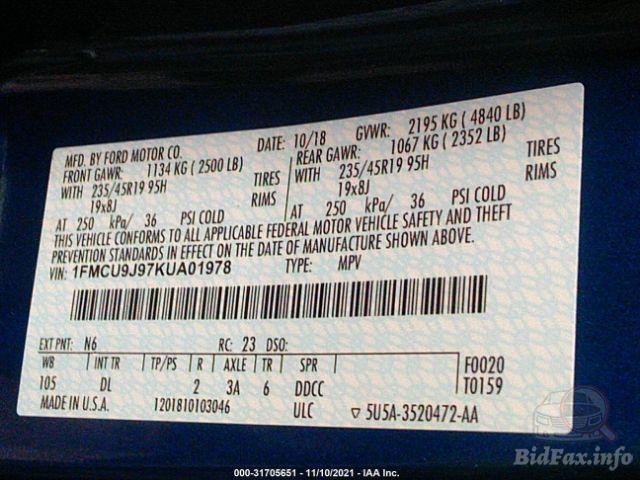 MFD. BY FORD MOTOR CO. DATE: 10/18 GVWR: 2195 KG ( 4840 LB)
FRONT GAWR: 1134 KG ( 2500 LB) REAR GAWR: 1067 KG ( 2352 LB)
WITH 235/45R19 95H TIRES WITH 235/45R19 95H TIRES
19x8J RIMS 19x8J RIMS
AT 250 kPa/ 36 PSI COLD AT 250 kPa/ 36 PSI COLD
THIS VEHICLE CONFORMS TO ALL APPLICABLE FEDERAL MOTOR VEHICLE SAFETY AND THEFT
PREVENTION STANDARDS IN EFFECT ON THE DATE OF MANUFACTURE SHOWN ABOVE.
VIN: 1FMCU9J97KUA01978 TYPE: MPV
EXT PNT: N6 RC: 23 DSO:
WB INT TR TP/PS R AXLE TR SPR F0020
105 DL 2 3A 6 DDCC T0159
MADE IN U.S.A. 1201810103046 ULC ▽ 5U5A-3520472-AA
BidFax.info
000-31705651 - 11/10/2021 - IAA Inc.